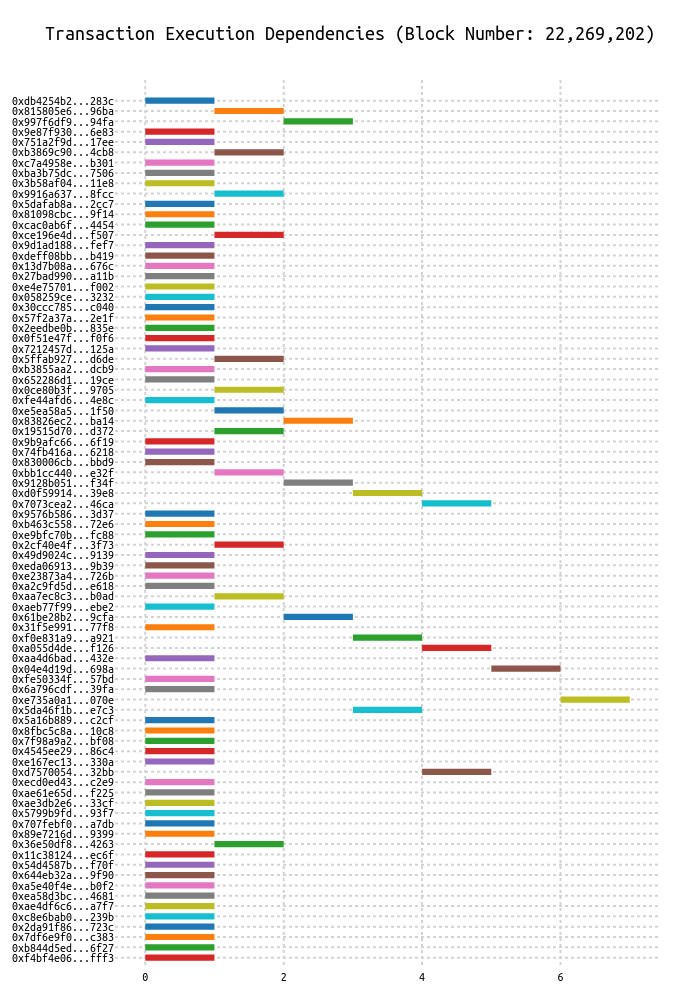 Transaction Execution Dependencies (Block Number: 22,269,202)
0xdb4254b2...283c
0x815805e6...96ba
0x997f6df9...94fa
0x9e87f930...6e83
0x751a2f9d...17ee
0xb3869c90...4cb8
0xc7a4958e...b301
0xba3b75dc...7506
0x3b58af04...11e8
0x9916a637...8fcc
0x5dafab8a...2cc7
0x81098cbc...9f14
0xcac0ab6f...4454
0xce196e4d...f507
0x9d1ad188...fef7
0xdeff08bb...b419
0x13d7b08a...676c
0x27bad990...a11b
0xe4e75701...f002
0x058259ce...3232
0x30ccc785...c040
0x57f2a37a...2e1f
0x2eedbe0b...835e
0x0f51e47f...f0f6
0x7212457d...125a
0x5ffab927...d6de
0xb3855aa2...dcb9
0x652286d1...19ce
0x0ce80b3f...9705
0xfe44afd6...4e8c
0xe5ea58a5...1f50
0x83826ec2...ba14
0x19515d70...d372
0x9b9afc66...6f19
0x74fb416a...6218
0x830006cb...bbd9
0xbb1cc440...e32f
0x9128b051...f34f
0xd0f59914...39e8
0x7073cea2...46ca
0x9576b586...3d37
0xb463c558...72e6
0xe9bfc70b...fc88
0x2cf40e4f...3f73
0x49d9024c...9139
0xeda06913...9b39
0xe23873a4...726b
0xa2c9fd5d...e618
0xaa7ec8c3...b0ad
0xaeb77f99...ebe2
0x61be28b2...9cfa
0x31f5e991...77f8
0xf0e831a9...a921
0xa055d4de...f126
0xaa4d6bad...432e
0x04e4d19d...698a
0xfe50334f...57bd
0x6a796cdf...39fa
0xe735a0a1...070e
0x5da46f1b...e7c3
0x5a16b889...c2cf
0x8fbc5c8a...10c8
0x7f98a9a2...bf08
0x4545ee29...86c4
0xe167ec13...330a
0xd7570054...32bb
0xecd0ed43...c2e9
0xae61e65d...f225
0xae3db2e6...33cf
0x5799b9fd...93f7
0x707febf0...a7db
0x89e7216d...9399
0x36e50df8...4263
0x11c38124...ec6f
0x54d4587b...f70f
0x644eb32a...9f90
0xa5e40f4e...b0f2
0xea58d3bc...4681
0xae4df6c6...a7f7
0xc8e6bab0...239b
0x2da91f86...723c
0x7df6e9f0...c383
0xb844d5ed...6f27
0xf4bf4e06...fff3
0 2 4 6